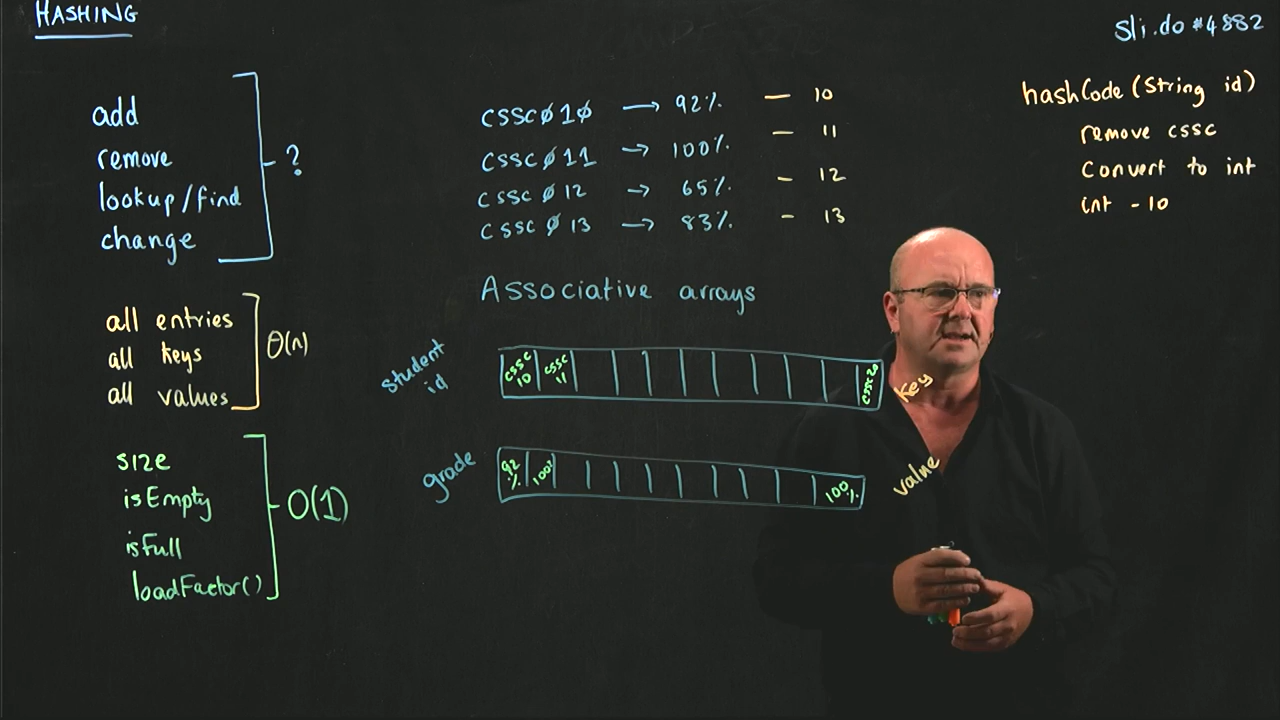 HASHING
sli.do #4882
add
remove
lookup/find
change
?
all entries
all keys
all values
Θ(n)
size
isEmpty
isfull
loadFactor()
O(1)
cssc010 → 92% — 10
cssc011 → 100% — 11
cssc012 → 65% — 12
cssc013 → 83% — 13
Associative arrays
student
id
cssc
10
cssc
11
cssc20
key
grade
92
%
100%
100%
value
hashCode (String id)
remove cssc
convert to int
int - 10